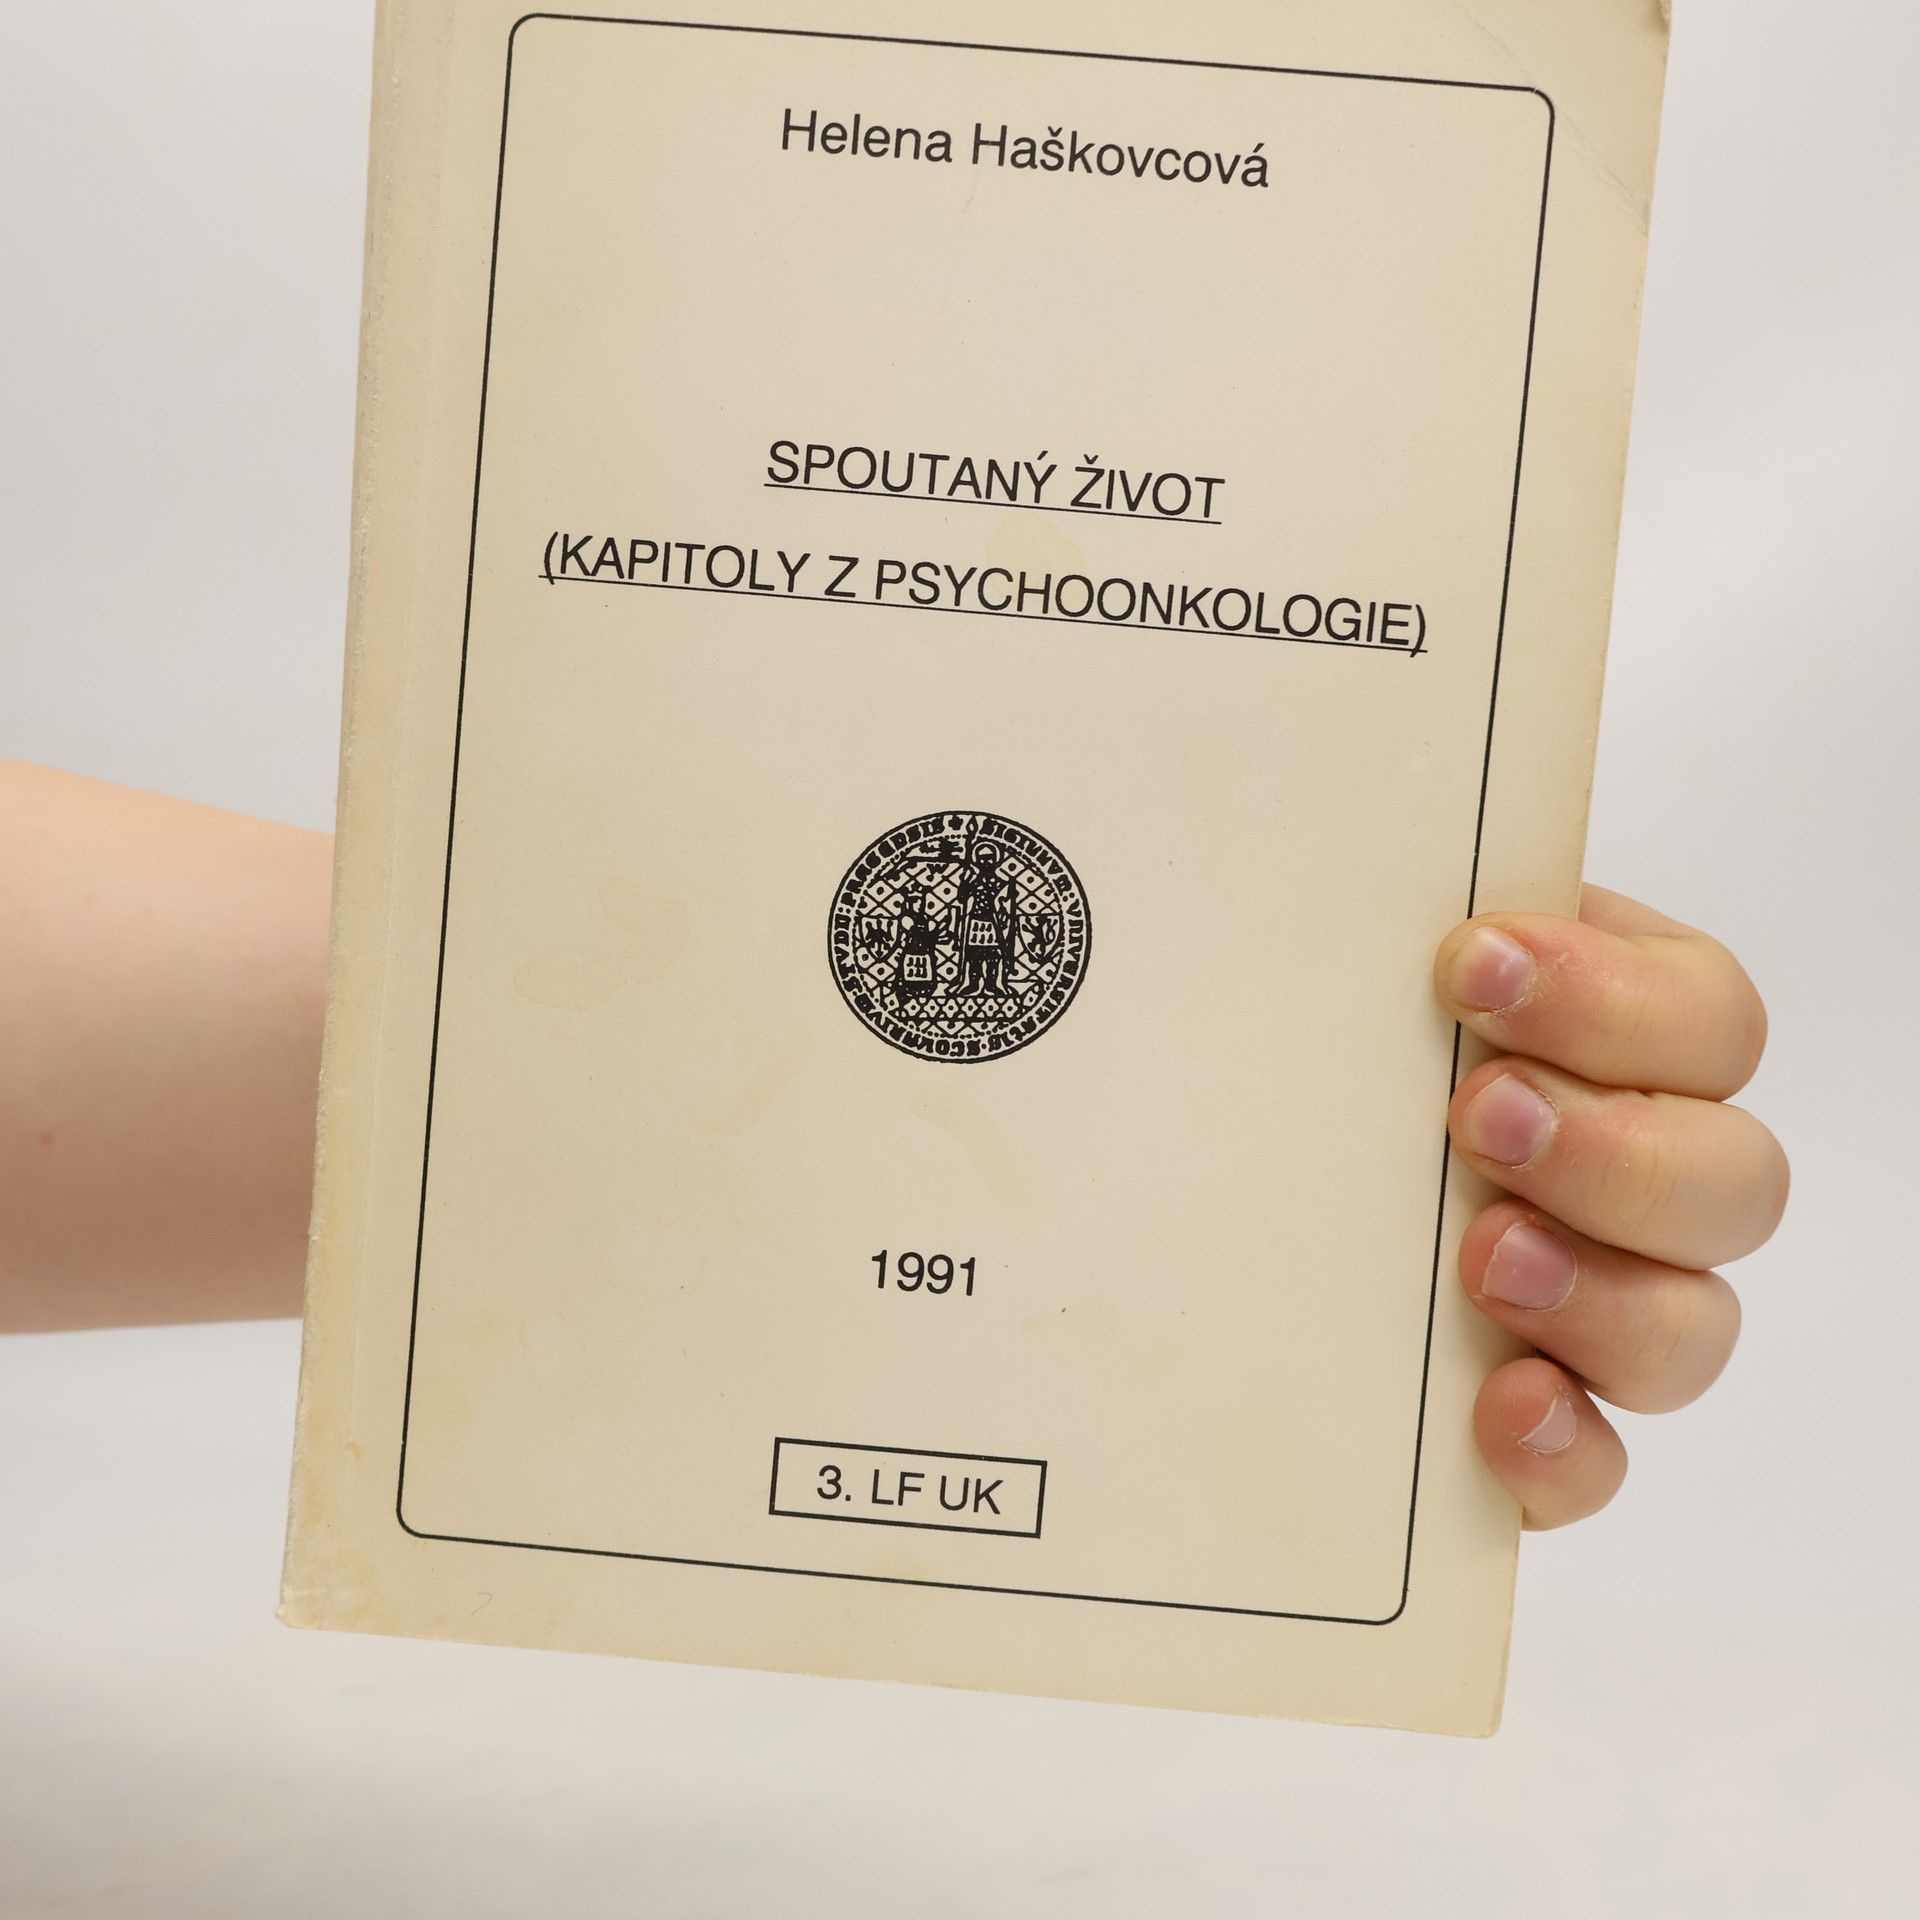 Helena Haškovcová
SPOUTANÝ ŽIVOT
(KAPITOLY Z PSYCHOONKOLOGIE)
1991
3. LF UK